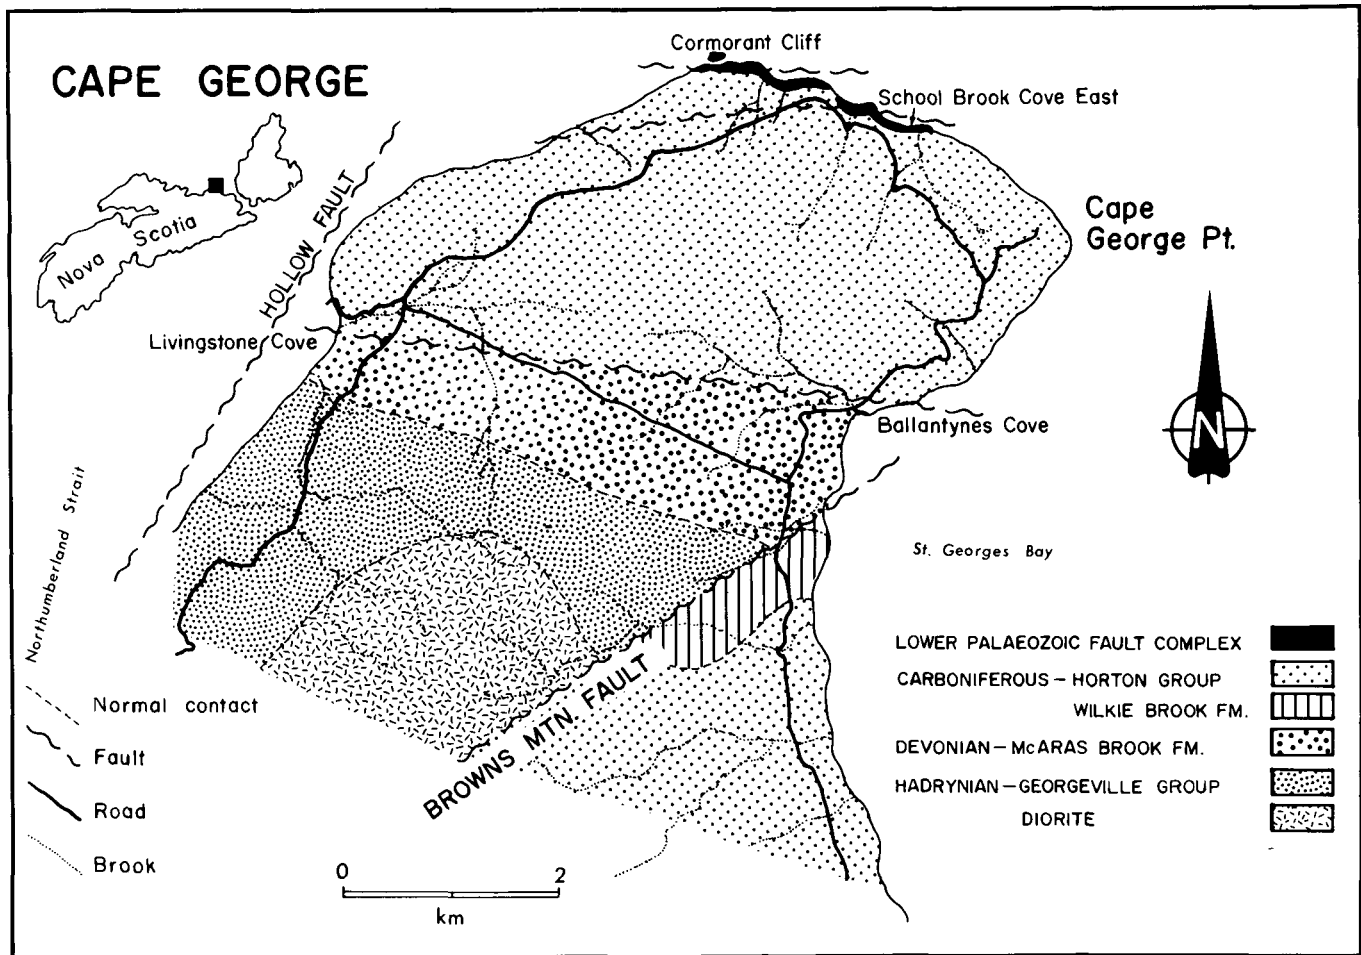 Cormorant Cliff
CAPE GEORGE
School Brook Cove East
HOLLOW FAULT
Nova Scotia
Cape
George Pt.
Livingstone Cove
Ballantynes Cove
N
Northumberland Strait
St. Georges Bay
BROWNS MTN. FAULT
LOWER PALAEOZOIC FAULT COMPLEX
CARBONIFEROUS – HORTON GROUP
WILKIE BROOK FM.
DEVONIAN – McARAS BROOK FM.
HADRYNIAN – GEORGEVILLE GROUP
DIORITE
Normal contact
Fault
Road
Brook
0 2
km